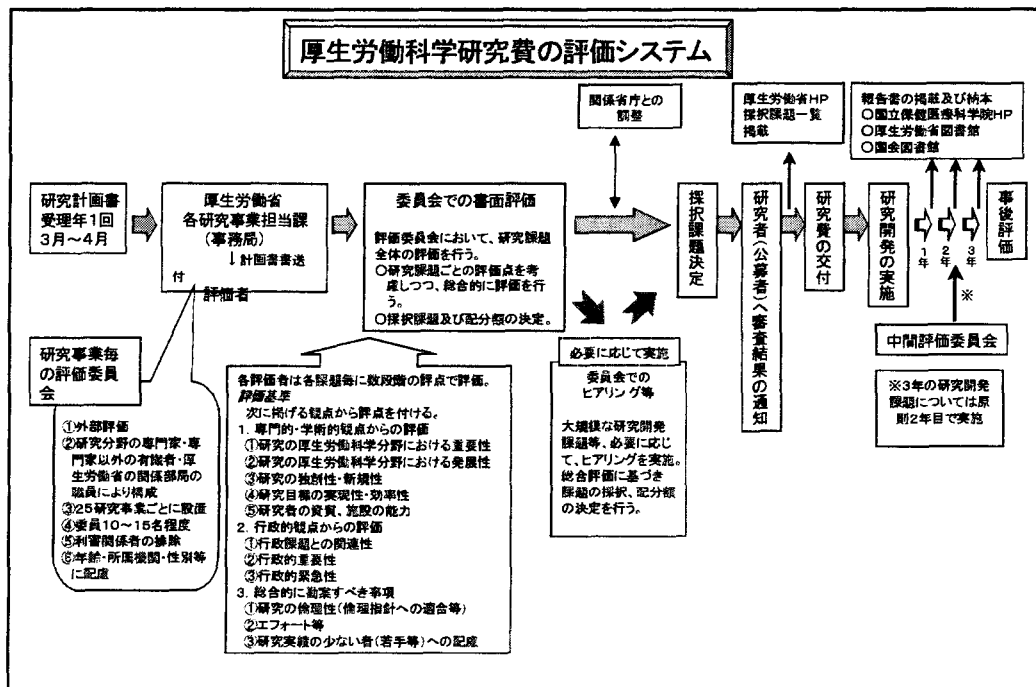 厚生労働科学研究費の評価システム
関係省庁との
調整
厚生労働省HP
採択課題一覧
掲載
報告書の掲載及び納本
○国立保健医療科学院HP
○厚生労働省図書館
○国会図書館
研究計画書
受理年1回
3月～4月
厚生労働省
各研究事業担当課
(事務局)
↓計画書書送
付
評価者
委員会での書面評価
評価委員会において、研究課題
全体の評価を行う。
○研究課題ごとの評価点を考
慮しつつ、総合的に評価を行
う。
○採択課題及び配分額の決定。
採択課題決定
研究者(公募者)へ審査結果の通知
研究費の交付
研究開発の実施
1年
2年
3年
事後評価
※
中間評価委員会
※3年の研究開発
課題については原
則2年目で実施
研究事業毎
の評価委員
会
①外部評価
②研究分野の専門家・専
門家以外の有識者・厚
生労働省の関係部局の
職員により構成
③25研究事業ごとに設置
④委員10～15名程度
⑤利害関係者の排除
⑥年齢・所属機関・性別等
に配慮
各評価者は各課題毎に数段階の評点で評価。
評価基準
次に掲げる観点から評点を付ける。
1. 専門的・学術的観点からの評価
①研究の厚生労働科学分野における重要性
②研究の厚生労働科学分野における発展性
③研究の独創性・新規性
④研究目標の実現性・効率性
⑤研究者の資質、施設の能力
2. 行政的観点からの評価
①行政課題との関連性
②行政的重要性
③行政的緊急性
3. 総合的に勘案すべき事項
①研究の倫理性(倫理指針への適合等)
②エフォート等
③研究実績の少ない者(若手等)への配慮
必要に応じて実施
委員会での
ヒアリング等
大規模な研究開発
課題等、必要に応じ
て、ヒアリングを実施。
総合評価に基づき
課題の採択、配分額
の決定を行う。